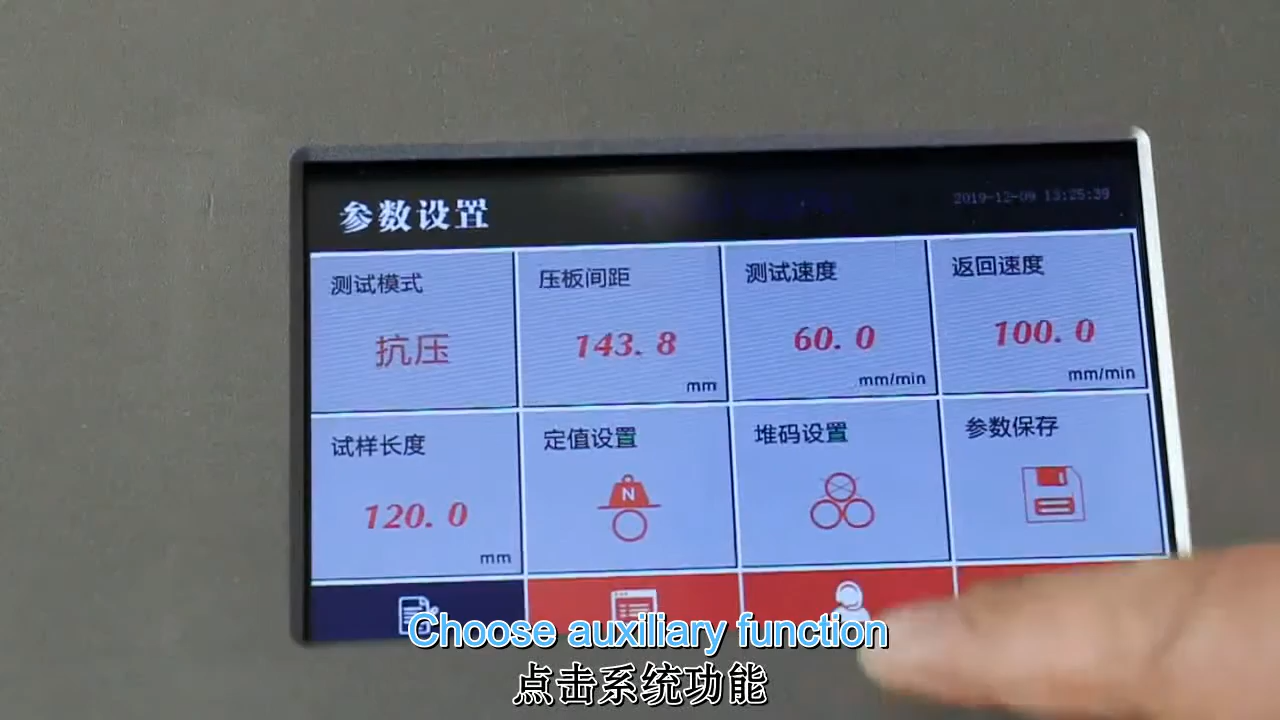 参数设置
2019-12-09 13:25:39
测试模式
抗压
压板间距
143.8
mm
测试速度
60.0
mm/min
返回速度
100.0
mm/min
试样长度
120.0
mm
定值设置
N
堆码设置
参数保存
Choose auxiliary function
点击系统功能